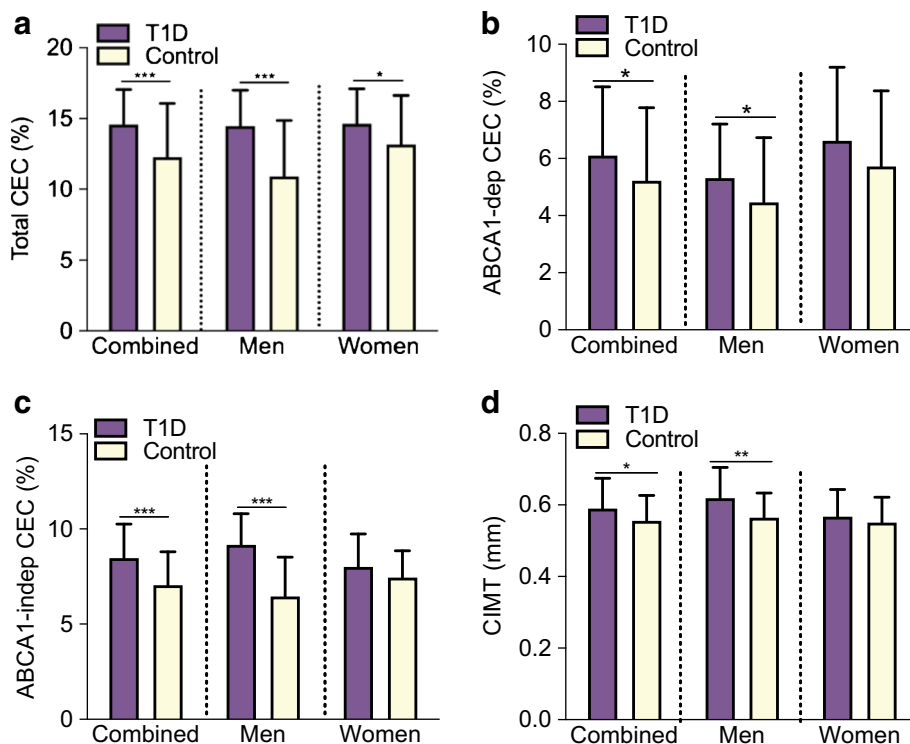 a
T1D
Control
Total CEC (%)
20
15
10
5
0
***
***
*
Combined
Men
Women
b
T1D
Control
ABCA1-dep CEC (%)
10
8
6
4
2
0
*
*
Combined
Men
Women
c
T1D
Control
ABCA1-indep CEC (%)
15
10
5
0
***
***
Combined
Men
Women
d
T1D
Control
CIMT (mm)
0.8
0.6
0.4
0.2
0.0
*
**
Combined
Men
Women